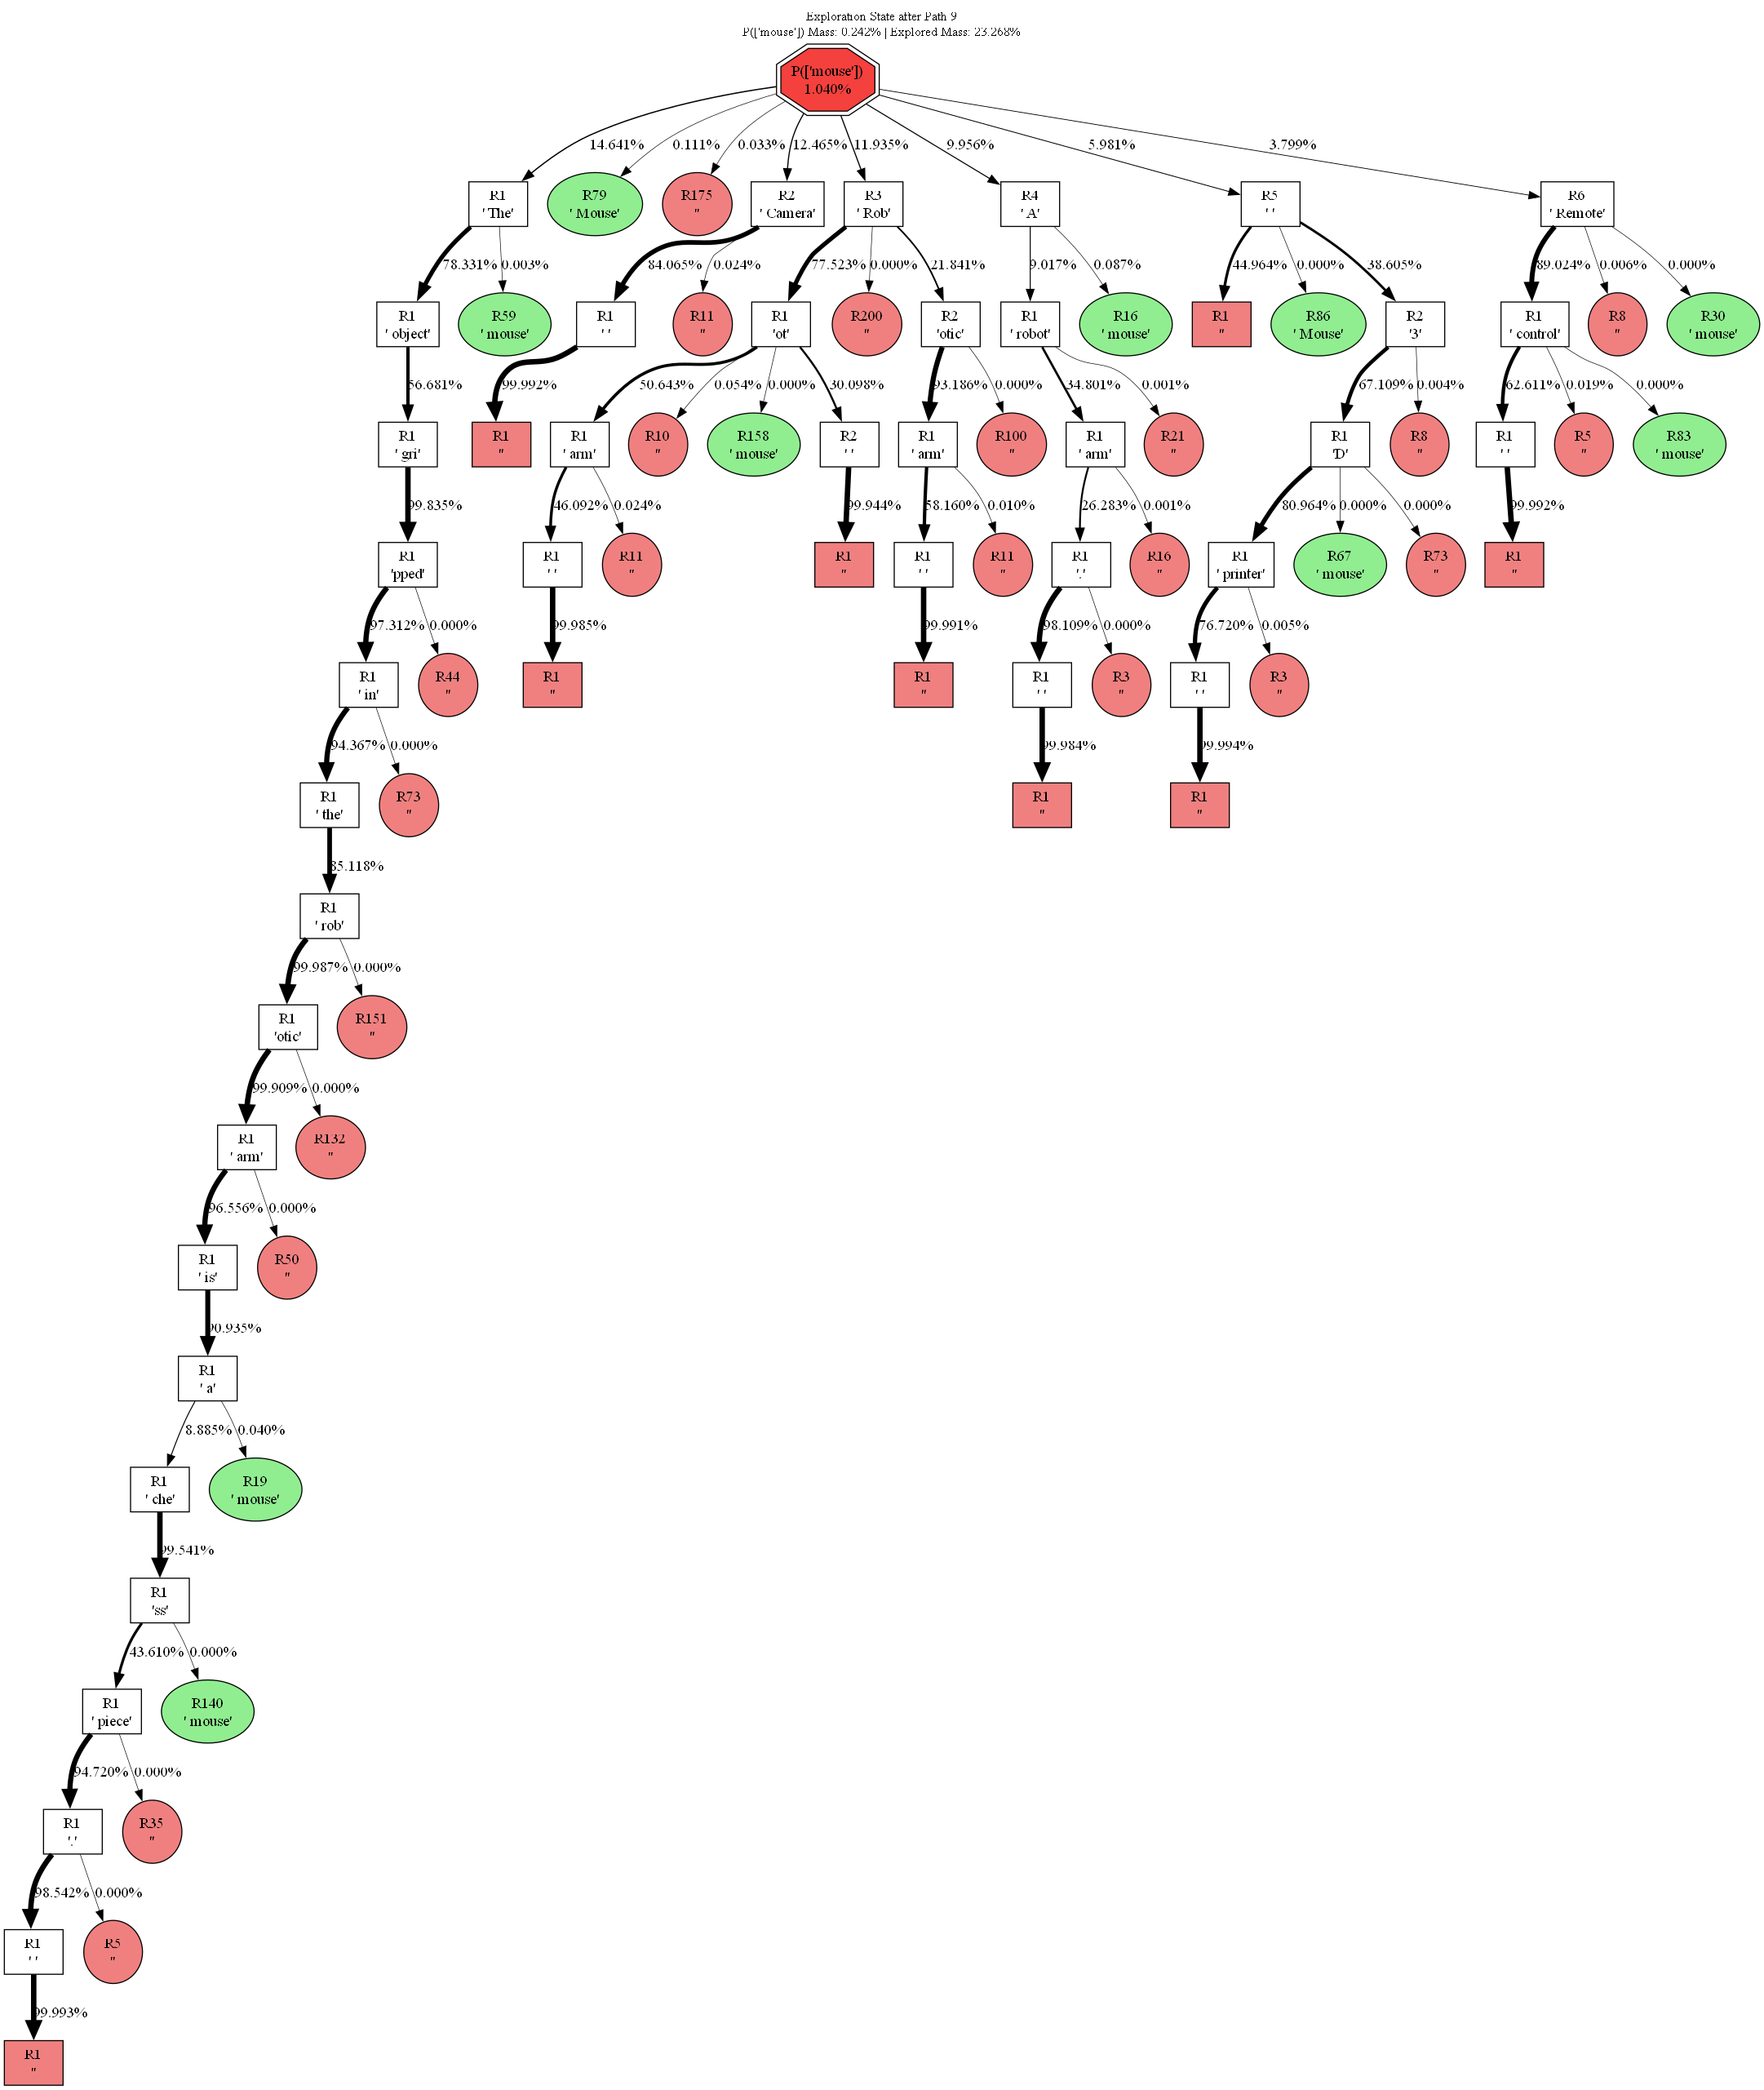 Exploration State after Path 9
P(['mouse']) Mass: 0.242% | Explored Mass: 23.268%
P(['mouse'])
1.040%
14.641% 0.111% 0.033% 12.465% 11.935% 9.956% 5.981% 3.799%
R1 R79 R175 R2 R3 R4 R5 R6
' The' ' Mouse' '' ' Camera' ' Rob' ' A' ' ' ' Remote'
78.331% 0.003% 84.065% 0.024% 77.523% 0.000% 21.841% 9.017% 0.087% 44.964% 0.000% 38.605% 89.024% 0.006% 0.000%
R1 R59 R1 R11 R1 R200 R2 R1 R16 R1 R86 R2 R1 R8 R30
' object' ' mouse' ' ' '' 'ot' '' 'otic' ' robot' ' mouse' '' ' Mouse' '3' ' control' '' ' mouse'
56.681% 99.992% 50.643% 0.054% 0.000% 30.098% 93.186% 0.000% 34.801% 0.001% 67.109% 0.004% 62.611% 0.019% 0.000%
R1 R1 R1 R10 R158 R2 R1 R100 R1 R21 R1 R8 R1 R5 R83
' gri' '' ' arm' '' ' mouse' ' ' ' arm' '' ' arm' '' 'D' '' ' ' '' ' mouse'
99.835% 46.092% 0.024% 99.944% 58.160% 0.010% 26.283% 0.001% 80.964% 0.000% 0.000% 99.992%
R1 R1 R11 R1 R1 R11 R1 R16 R1 R67 R73 R1
'pped' ' ' '' '' ' ' '' '.' '' ' printer' ' mouse' '' ''
97.312% 0.000% 99.985% 99.991% 98.109% 0.000% 76.720% 0.005%
R1 R44 R1 R1 R1 R3 R1 R3
' in' '' '' '' ' ' '' ' ' ''
94.367% 0.000% 99.984% 99.994%
R1 R73 R1 R1
' the' '' '' ''
85.118%
R1
' rob'
99.987% 0.000%
R1 R151
'otic' ''
99.909% 0.000%
R1 R132
' arm' ''
96.556% 0.000%
R1 R50
' is' ''
90.935%
R1
' a'
8.885% 0.040%
R1 R19
' che' ' mouse'
99.541%
R1
'ss'
43.610% 0.000%
R1 R140
' piece' ' mouse'
94.720% 0.000%
R1 R35
'.' ''
98.542% 0.000%
R1 R5
' ' ''
99.993%
R1
''